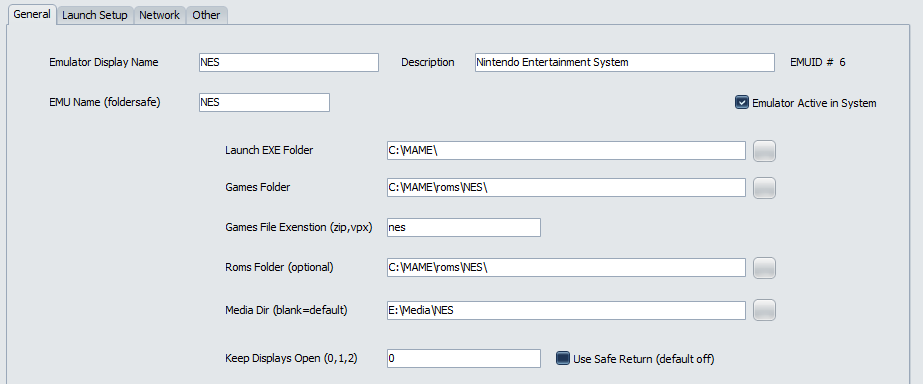 General Launch Setup Network Other
Emulator Display Name NES Description Nintendo Entertainment System EMUID # 6
EMU Name (foldersafe) NES Emulator Active in System
Launch EXE Folder C:\MAME\
Games Folder C:\MAME\roms\NES\
Games File Exenstion (zip,vpx) nes
Roms Folder (optional) C:\MAME\roms\NES\
Media Dir (blank=default) E:\Media\NES
Keep Displays Open (0,1,2) 0 Use Safe Return (default off)